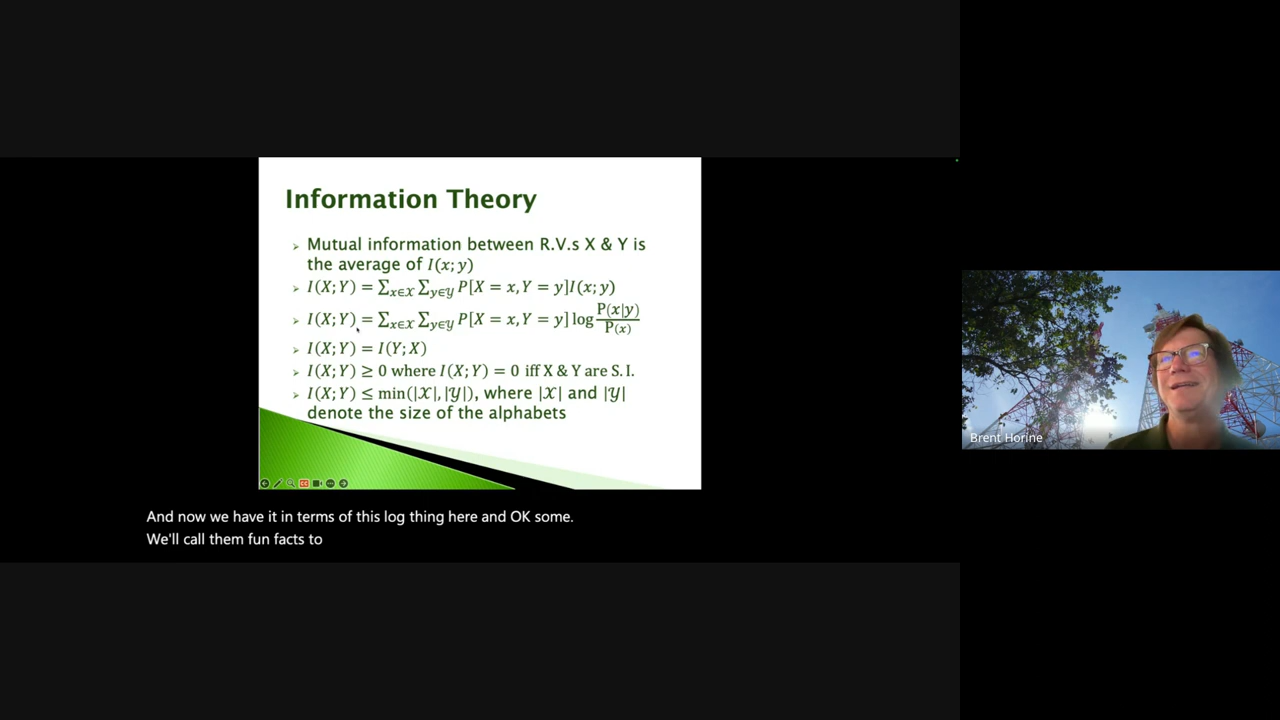 Information Theory
Mutual information between R.V.s X & Y is
the average of I(x; y)
I(X; Y) = ∑x∈𝒳 ∑y∈𝒴 P[X = x, Y = y]I(x; y)
I(X; Y) = ∑x∈𝒳 ∑y∈𝒴 P[X = x, Y = y] log P(x|y)/P(x)
I(X; Y) = I(Y; X)
I(X; Y) ≥ 0 where I(X; Y) = 0 iff X & Y are S. I.
I(X; Y) ≤ min(|𝒳|, |𝒴|), where |𝒳| and |𝒴|
denote the size of the alphabets
CC
Brent Horine
And now we have it in terms of this log thing here and OK some.
We'll call them fun facts to